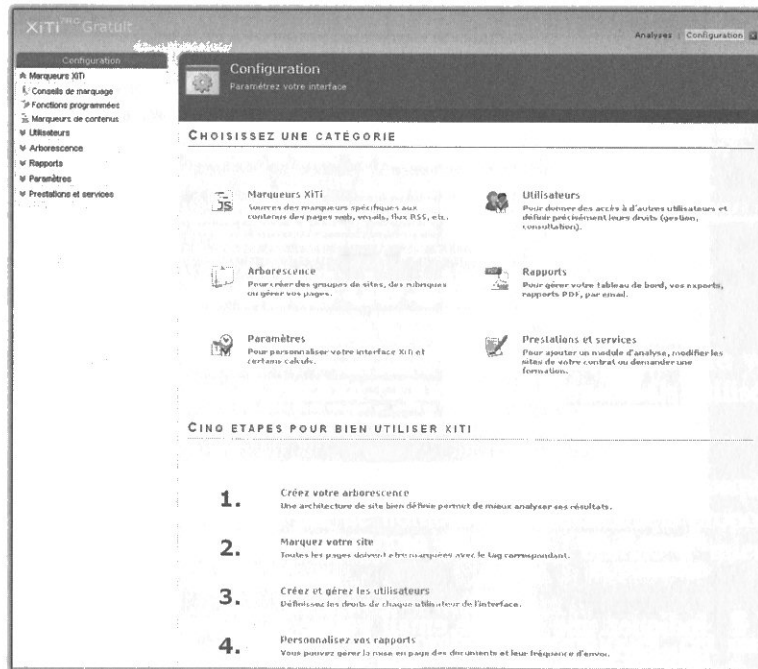 XiTi PRO Gratuit
Analyses | Configuration
Configuration
Marqueurs XiTi
Conseils de marquage
Fonctions programmées
Marqueurs de contenus
Utilisateurs
Arborescence
Rapports
Paramètres
Prestations et services
Configuration
Paramétrez votre interface
CHOISISSEZ UNE CATÉGORIE
Marqueurs XiTi
Sources des marqueurs spécifiques aux
contenus des pages web, emails, flux RSS, etc.
Utilisateurs
Pour donner des accès à d'autres utilisateurs et
définir précisément leurs droits (gestion,
consultation).
Arborescence
Pour créer des groupes de sites, des rubriques
ou gérer vos pages.
Rapports
Pour gérer votre tableau de bord, vos exports,
rapports PDF, par email.
Paramètres
Pour personnaliser votre interface Xiti et
certains calculs.
Prestations et services
Pour ajouter un module d'analyse, modifier les
sites de votre contrat ou demander une
formation.
CINQ ETAPES POUR BIEN UTILISER XITI
1. Créez votre arborescence
Une architecture de site bien définie permet de mieux analyser ses résultats.
2. Marquez votre site
Toutes les pages doivent etre marquées avec le tag correspondant.
3. Créez et gérez les utilisateurs
Définissez les droits de chaque utilisateur de l'interface.
4. Personnalisez vos rapports
Vous pouvez gérer la mise en page des documents et leur fréquence d'envoi.